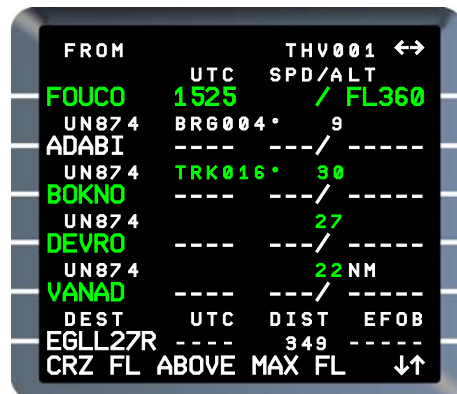 FROM THV001 ←→
UTC SPD/ALT
FOUCO 1525 / FL360
UN874 BRG004° 9
ADABI ---- ---/ -----
UN874 TRK016° 30
BOKNO ---- ---/ -----
UN874 27
DEVRO ---- ---/ -----
UN874 22NM
VANAD ---- ---/ -----
DEST UTC DIST EFOB
EGLL27R ---- 349 -----
CRZ FL ABOVE MAX FL ↓↑